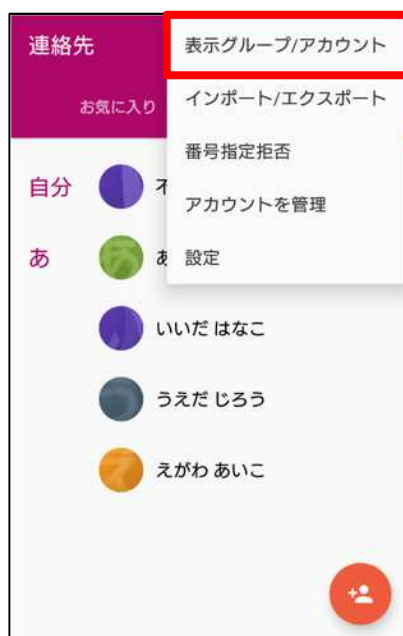 連絡先
表示グループ/アカウント
お気に入り
インポート/エクスポート
番号指定拒否
アカウントを管理
設定
自分
あ
いいだ はなこ
うえだ じろう
えがわ あいこ